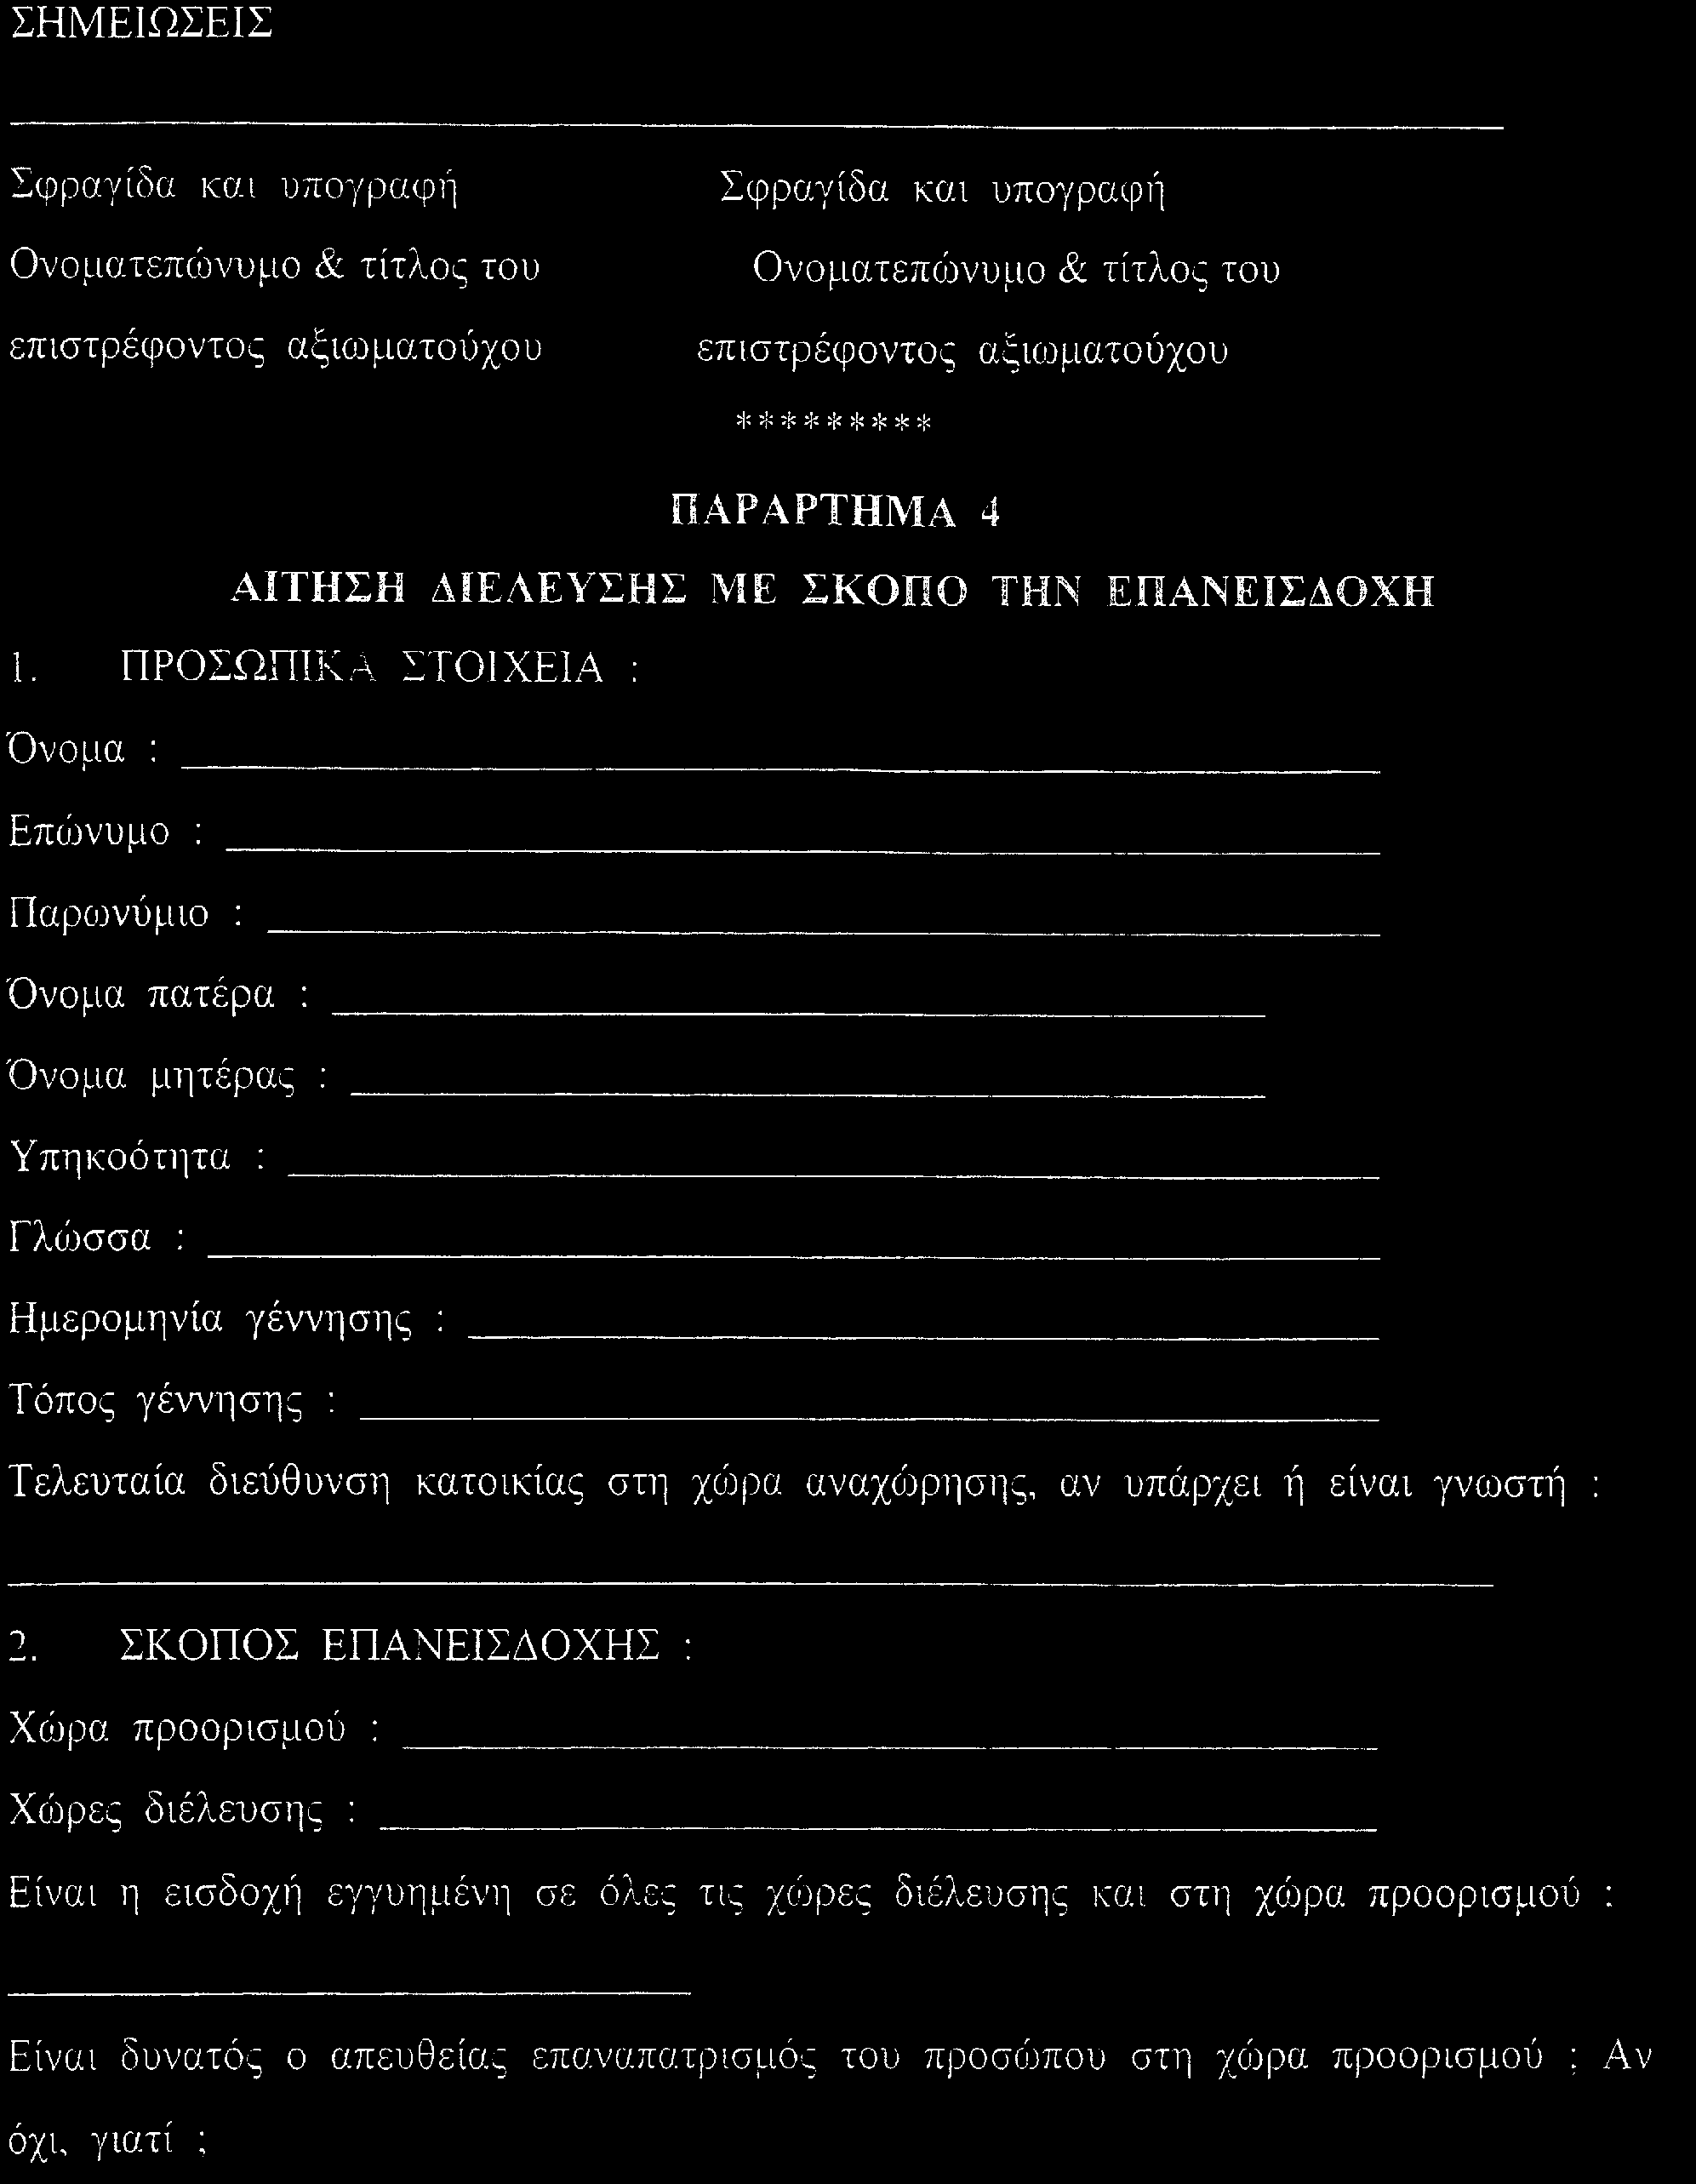 ΣΗΜΕΙΩΣΕΙΣ
Σφραγίδα και υπογραφή Σφραγίδα και υπογραφή
Ονοματεπώνυμο & τίτλος του Ονοματεπώνυμο & τίτλος του
επιστρέφοντος αξιωματούχου επιστρέφοντος αξιωματούχου
*********
ΠΑΡΑΡΤΗΜΑ 4
ΑΙΤΗΣΗ ΔΙΕΛΕΥΣΗΣ ΜΕ ΣΚΟΠΟ ΤΗΝ ΕΠΑΝΕΙΣΔΟΧΗ
1. ΠΡΟΣΩΠΙΚΑ ΣΤΟΙΧΕΙΑ :
Όνομα :
Επώνυμο :
Παρωνύμιο :
Όνομα πατέρα :
Όνομα μητέρας :
Υπηκοότητα :
Γλώσσα :
Ημερομηνία γέννησης :
Τόπος γέννησης :
Τελευταία διεύθυνση κατοικίας στη χώρα αναχώρησης, αν υπάρχει ή είναι γνωστή :
2. ΣΚΟΠΟΣ ΕΠΑΝΕΙΣΔΟΧΗΣ :
Χώρα προορισμού :
Χώρες διέλευσης :
Είναι η εισδοχή εγγυημένη σε όλες τις χώρες διέλευσης και στη χώρα προορισμού :
Είναι δυνατός ο απευθείας επαναπατρισμός του προσώπου στη χώρα προορισμού ; Αν
όχι, γιατί ;